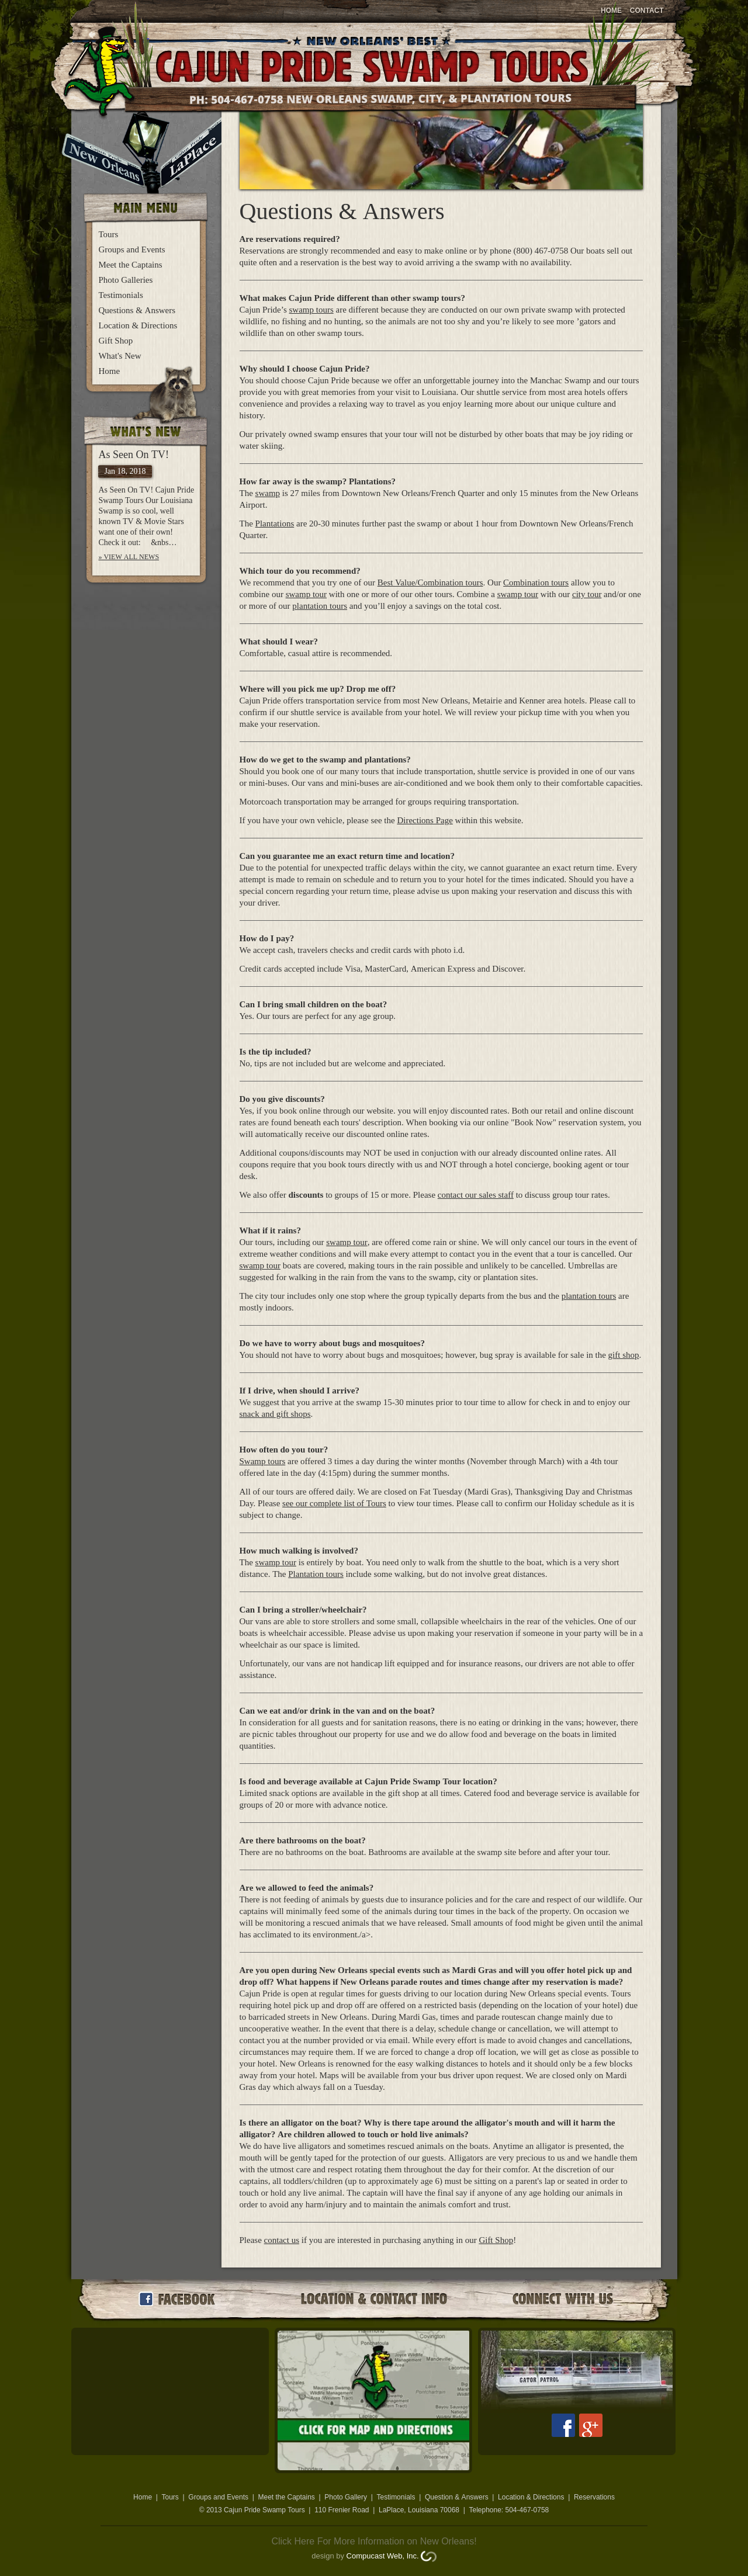 HOME CONTACT
NEW ORLEANS' BEST
CAJUN PRIDE SWAMP TOURS
PH: 504-467-0758 NEW ORLEANS SWAMP, CITY, & PLANTATION TOURS
New Orleans
LaPlace
MAIN MENU
Tours
Groups and Events
Meet the Captains
Photo Galleries
Testimonials
Questions & Answers
Location & Directions
Gift Shop
What's New
Home
WHAT'S NEW
As Seen On TV!
Jan 18. 2018
As Seen On TV! Cajun Pride
Swamp Tours Our Louisiana
Swamp is so cool, well
known TV & Movie Stars
want one of their own!
Check it out: &nbs…
» VIEW ALL NEWS
Questions & Answers
Are reservations required?
Reservations are strongly recommended and easy to make online or by phone (800) 467-0758 Our boats sell out
quite often and a reservation is the best way to avoid arriving a the swamp with no availability.
What makes Cajun Pride different than other swamp tours?
Cajun Pride’s swamp tours are different because they are conducted on our own private swamp with protected
wildlife, no fishing and no hunting, so the animals are not too shy and you’re likely to see more ’gators and
wildlife than on other swamp tours.
Why should I choose Cajun Pride?
You should choose Cajun Pride because we offer an unforgettable journey into the Manchac Swamp and our tours
provide you with great memories from your visit to Louisiana. Our shuttle service from most area hotels offers
convenience and provides a relaxing way to travel as you enjoy learning more about our unique culture and
history.
Our privately owned swamp ensures that your tour will not be disturbed by other boats that may be joy riding or
water skiing.
How far away is the swamp? Plantations?
The swamp is 27 miles from Downtown New Orleans/French Quarter and only 15 minutes from the New Orleans
Airport.
The Plantations are 20-30 minutes further past the swamp or about 1 hour from Downtown New Orleans/French
Quarter.
Which tour do you recommend?
We recommend that you try one of our Best Value/Combination tours. Our Combination tours allow you to
combine our swamp tour with one or more of our other tours. Combine a swamp tour with our city tour and/or one
or more of our plantation tours and you’ll enjoy a savings on the total cost.
What should I wear?
Comfortable, casual attire is recommended.
Where will you pick me up? Drop me off?
Cajun Pride offers transportation service from most New Orleans, Metairie and Kenner area hotels. Please call to
confirm if our shuttle service is available from your hotel. We will review your pickup time with you when you
make your reservation.
How do we get to the swamp and plantations?
Should you book one of our many tours that include transportation, shuttle service is provided in one of our vans
or mini-buses. Our vans and mini-buses are air-conditioned and we book them only to their comfortable capacities.
Motorcoach transportation may be arranged for groups requiring transportation.
If you have your own vehicle, please see the Directions Page within this website.
Can you guarantee me an exact return time and location?
Due to the potential for unexpected traffic delays within the city, we cannot guarantee an exact return time. Every
attempt is made to remain on schedule and to return you to your hotel for the times indicated. Should you have a
special concern regarding your return time, please advise us upon making your reservation and discuss this with
your driver.
How do I pay?
We accept cash, travelers checks and credit cards with photo i.d.
Credit cards accepted include Visa, MasterCard, American Express and Discover.
Can I bring small children on the boat?
Yes. Our tours are perfect for any age group.
Is the tip included?
No, tips are not included but are welcome and appreciated.
Do you give discounts?
Yes, if you book online through our website. you will enjoy discounted rates. Both our retail and online discount
rates are found beneath each tours' description. When booking via our online "Book Now" reservation system, you
will automatically receive our discounted online rates.
Additional coupons/discounts may NOT be used in conjuction with our already discounted online rates. All
coupons require that you book tours directly with us and NOT through a hotel concierge, booking agent or tour
desk.
We also offer discounts to groups of 15 or more. Please contact our sales staff to discuss group tour rates.
What if it rains?
Our tours, including our swamp tour, are offered come rain or shine. We will only cancel our tours in the event of
extreme weather conditions and will make every attempt to contact you in the event that a tour is cancelled. Our
swamp tour boats are covered, making tours in the rain possible and unlikely to be cancelled. Umbrellas are
suggested for walking in the rain from the vans to the swamp, city or plantation sites.
The city tour includes only one stop where the group typically departs from the bus and the plantation tours are
mostly indoors.
Do we have to worry about bugs and mosquitoes?
You should not have to worry about bugs and mosquitoes; however, bug spray is available for sale in the gift shop.
If I drive, when should I arrive?
We suggest that you arrive at the swamp 15-30 minutes prior to tour time to allow for check in and to enjoy our
snack and gift shops.
How often do you tour?
Swamp tours are offered 3 times a day during the winter months (November through March) with a 4th tour
offered late in the day (4:15pm) during the summer months.
All of our tours are offered daily. We are closed on Fat Tuesday (Mardi Gras), Thanksgiving Day and Christmas
Day. Please see our complete list of Tours to view tour times. Please call to confirm our Holiday schedule as it is
subject to change.
How much walking is involved?
The swamp tour is entirely by boat. You need only to walk from the shuttle to the boat, which is a very short
distance. The Plantation tours include some walking, but do not involve great distances.
Can I bring a stroller/wheelchair?
Our vans are able to store strollers and some small, collapsible wheelchairs in the rear of the vehicles. One of our
boats is wheelchair accessible. Please advise us upon making your reservation if someone in your party will be in a
wheelchair as our space is limited.
Unfortunately, our vans are not handicap lift equipped and for insurance reasons, our drivers are not able to offer
assistance.
Can we eat and/or drink in the van and on the boat?
In consideration for all guests and for sanitation reasons, there is no eating or drinking in the vans; however, there
are picnic tables throughout our property for use and we do allow food and beverage on the boats in limited
quantities.
Is food and beverage available at Cajun Pride Swamp Tour location?
Limited snack options are available in the gift shop at all times. Catered food and beverage service is available for
groups of 20 or more with advance notice.
Are there bathrooms on the boat?
There are no bathrooms on the boat. Bathrooms are available at the swamp site before and after your tour.
Are we allowed to feed the animals?
There is not feeding of animals by guests due to insurance policies and for the care and respect of our wildlife. Our
captains will minimally feed some of the animals during tour times in the back of the property. On occasion we
will be monitoring a rescued animals that we have released. Small amounts of food might be given until the animal
has acclimated to its environment./a>.
Are you open during New Orleans special events such as Mardi Gras and will you offer hotel pick up and
drop off? What happens if New Orleans parade routes and times change after my reservation is made?
Cajun Pride is open at regular times for guests driving to our location during New Orleans special events. Tours
requiring hotel pick up and drop off are offered on a restricted basis (depending on the location of your hotel) due
to barricaded streets in New Orleans. During Mardi Gas, times and parade routescan change mainly due to
uncooperative weather. In the event that there is a delay, schedule change or cancellation, we will attempt to
contact you at the number provided or via email. While every effort is made to avoid changes and cancellations,
circumstances may require them. If we are forced to change a drop off location, we will get as close as possible to
your hotel. New Orleans is renowned for the easy walking distances to hotels and it should only be a few blocks
away from your hotel. Maps will be available from your bus driver upon request. We are closed only on Mardi
Gras day which always fall on a Tuesday.
Is there an alligator on the boat? Why is there tape around the alligator's mouth and will it harm the
alligator? Are children allowed to touch or hold live animals?
We do have live alligators and sometimes rescued animals on the boats. Anytime an alligator is presented, the
mouth will be gently taped for the protection of our guests. Alligators are very precious to us and we handle them
with the utmost care and respect rotating them throughout the day for their comfor. At the discretion of our
captains, all toddlers/children (up to approximately age 6) must be sitting on a parent's lap or seated in order to
touch or hold any live animal. The captain will have the final say if anyone of any age holding our animals in
order to avoid any harm/injury and to maintain the animals comfort and trust.
Please contact us if you are interested in purchasing anything in our Gift Shop!
FACEBOOK
LOCATION & CONTACT INFO
CONNECT WITH US
CLICK FOR MAP AND DIRECTIONS
GATOR PATROL
Home | Tours | Groups and Events | Meet the Captains | Photo Gallery | Testimonials | Question & Answers | Location & Directions | Reservations
© 2013 Cajun Pride Swamp Tours | 110 Frenier Road | LaPlace, Louisiana 70068 | Telephone: 504-467-0758
Click Here For More Information on New Orleans!
design by Compucast Web, Inc.